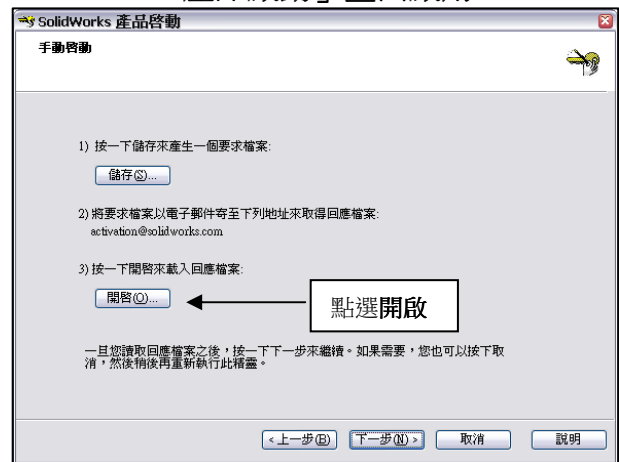 SolidWorks 產品啓動
手動啓動
1) 按一下儲存來產生一個要求檔案:
儲存(S)...
2) 將要求檔案以電子郵件寄至下列地址來取得回應檔案:
activation@solidworks.com
3) 按一下開啓來載入回應檔案:
開啓(O)...
點選開啟
一旦您讀取回應檔案之後，按一下下一步來繼續。如果需要，您也可以按下取
消，然後稍後再重新執行此精靈。
<上一步(B) 下一步(N)> 取消 說明